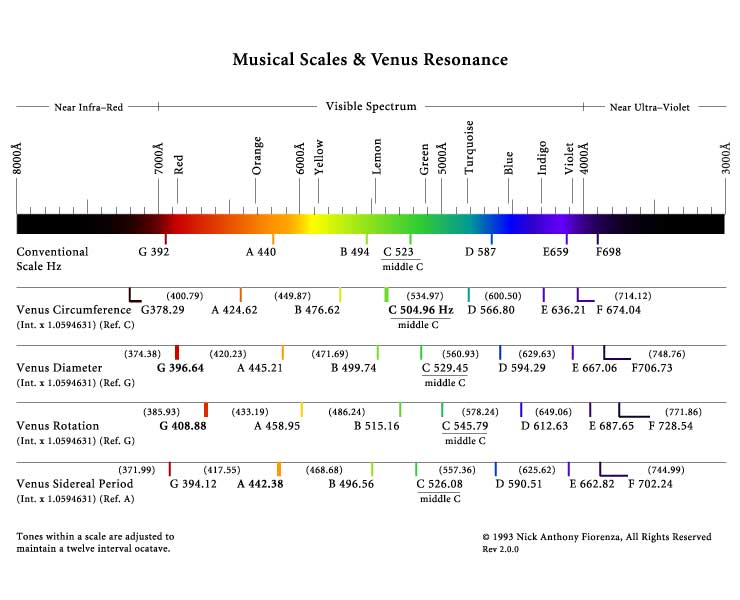 Musical Scales & Venus Resonance
Near Infra–Red Visible Spectrum Near Ultra–Violet
8000Å 7000Å Red Orange 6000Å Yellow Lemon Green 5000Å Turquoise Blue Indigo Violet 4000Å 3000Å
Conventional G 392 A 440 B 494 C 523 D 587 E659 F698
Scale Hz middle C
(400.79) (449.87) (534.97) (600.50) (714.12)
Venus Circumference G378.29 A 424.62 B 476.62 C 504.96 Hz D 566.80 E 636.21 F 674.04
(Int. x 1.0594631) (Ref. C) middle C
(374.38) (420.23) (471.69) (560.93) (629.63) (748.76)
Venus Diameter G 396.64 A 445.21 B 499.74 C 529.45 D 594.29 E 667.06 F706.73
(Int. x 1.0594631) (Ref. G) middle C
(385.93) (433.19) (486.24) (578.24) (649.06) (771.86)
Venus Rotation G 408.88 A 458.95 B 515.16 C 545.79 D 612.63 E 687.65 F 728.54
(Int. x 1.0594631) (Ref. G) middle C
(371.99) (417.55) (468.68) (557.36) (625.62) (744.99)
Venus Sidereal Period G 394.12 A 442.38 B 496.56 C 526.08 D 590.51 E 662.82 F 702.24
(Int. x 1.0594631) (Ref. A) middle C
Tones within a scale are adjusted to
maintain a twelve interval ocatave.
© 1993 Nick Anthony Fiorenza, All Rights Reserved
Rev 2.0.0